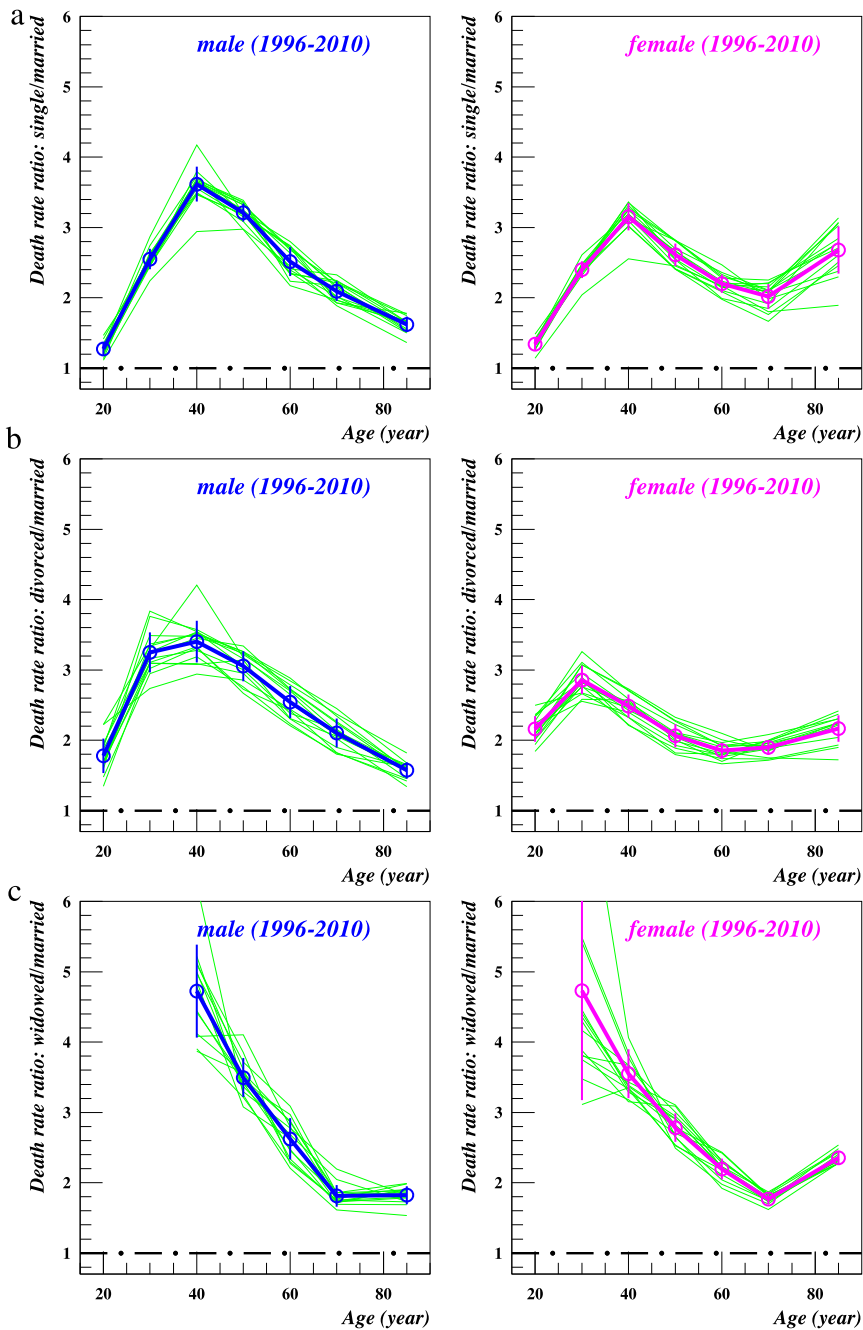 a
Death rate ratio: single/married
male (1996-2010)
6
5
4
3
2
1
20 40 60 80
Age (year)
Death rate ratio: single/married
female (1996-2010)
6
5
4
3
2
1
20 40 60 80
Age (year)
b
Death rate ratio: divorced/married
male (1996-2010)
6
5
4
3
2
1
20 40 60 80
Age (year)
Death rate ratio: divorced/married
female (1996-2010)
6
5
4
3
2
1
20 40 60 80
Age (year)
c
Death rate ratio: widowed/married
male (1996-2010)
6
5
4
3
2
1
20 40 60 80
Age (year)
Death rate ratio: widowed/married
female (1996-2010)
6
5
4
3
2
1
20 40 60 80
Age (year)